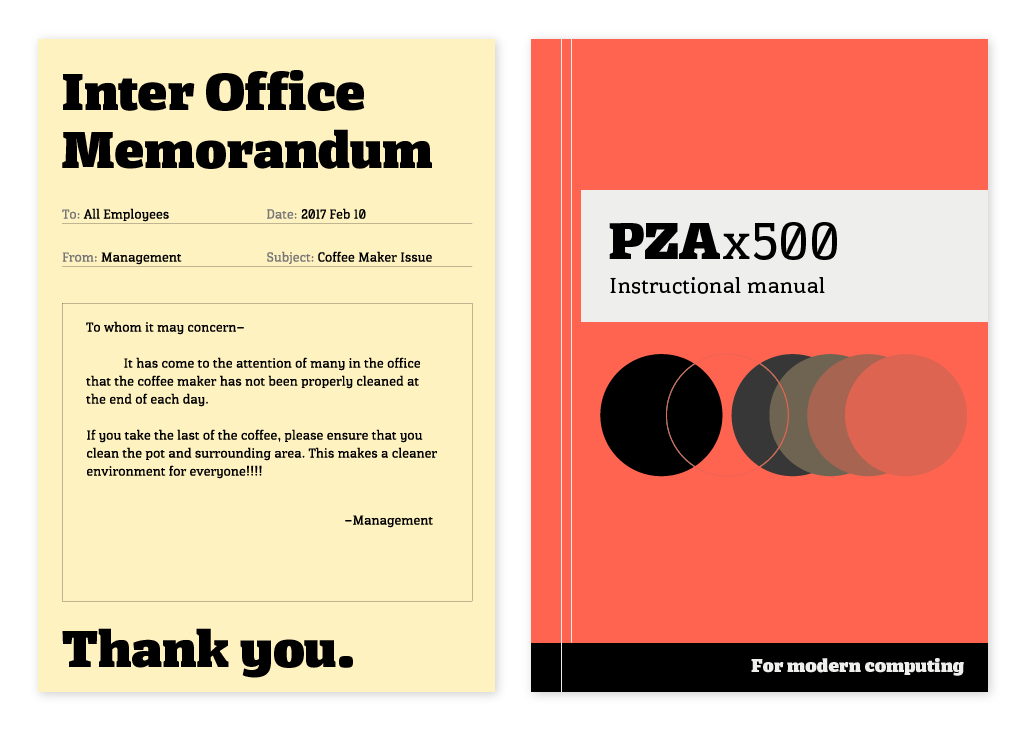 Inter Office
Memorandum
To: All Employees
Date: 2017 Feb 10
From: Management
Subject: Coffee Maker Issue
To whom it may concern–
It has come to the attention of many in the office
that the coffee maker has not been properly cleaned at
the end of each day.
If you take the last of the coffee, please ensure that you
clean the pot and surrounding area. This makes a cleaner
environment for everyone!!!!
–Management
Thank you.
PZAx500
Instructional manual
For modern computing